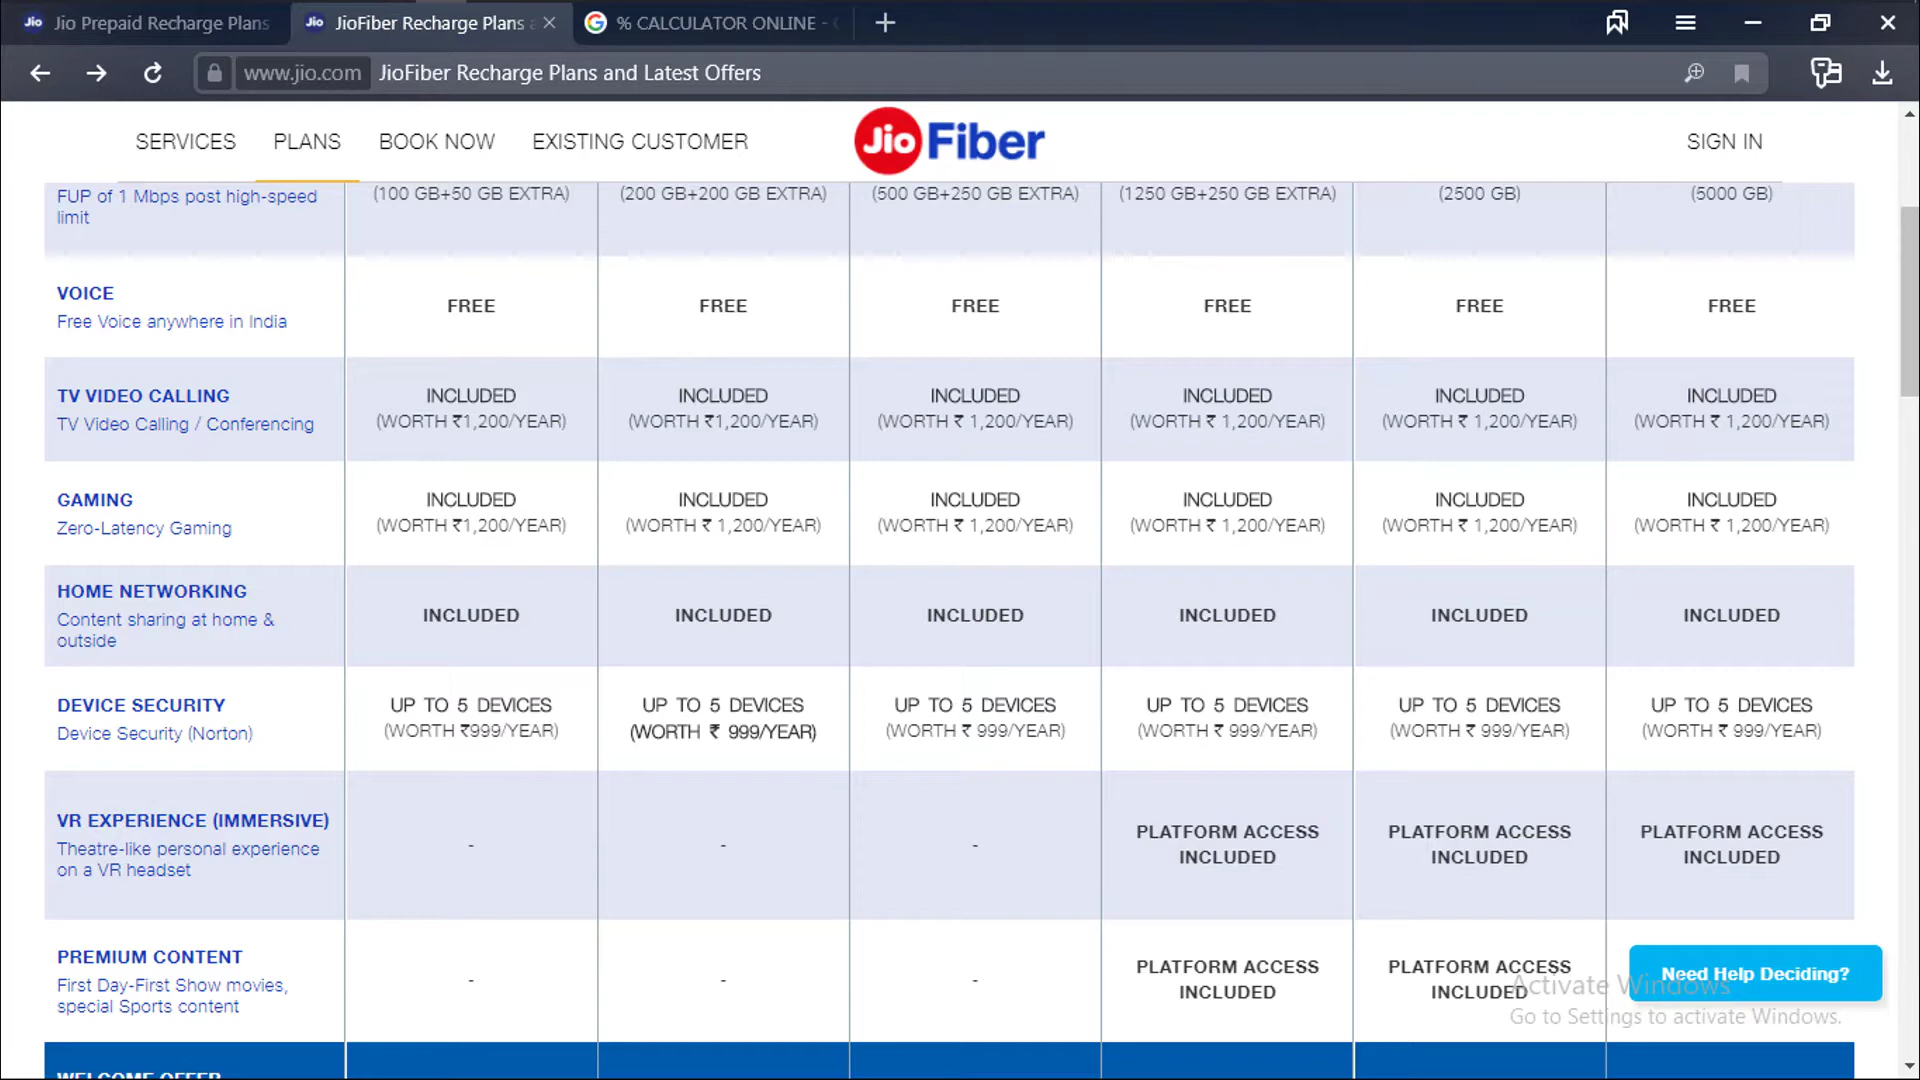 Jio Jio Prepaid Recharge Plans
Jio JioFiber Recharge Plans
% CALCULATOR ONLINE -
www.jio.com JioFiber Recharge Plans and Latest Offers
SERVICES PLANS BOOK NOW EXISTING CUSTOMER
Jio Fiber
SIGN IN
FUP of 1 Mbps post high-speed
limit
(100 GB+50 GB EXTRA) (200 GB+200 GB EXTRA) (500 GB+250 GB EXTRA) (1250 GB+250 GB EXTRA) (2500 GB) (5000 GB)
VOICE
Free Voice anywhere in India
FREE FREE FREE FREE FREE FREE
TV VIDEO CALLING
TV Video Calling / Conferencing
INCLUDED INCLUDED INCLUDED INCLUDED INCLUDED INCLUDED
(WORTH ₹1,200/YEAR) (WORTH ₹1,200/YEAR) (WORTH ₹ 1,200/YEAR) (WORTH ₹ 1,200/YEAR) (WORTH ₹ 1,200/YEAR) (WORTH ₹ 1,200/YEAR)
GAMING
Zero-Latency Gaming
INCLUDED INCLUDED INCLUDED INCLUDED INCLUDED INCLUDED
(WORTH ₹1,200/YEAR) (WORTH ₹ 1,200/YEAR) (WORTH ₹ 1,200/YEAR) (WORTH ₹ 1,200/YEAR) (WORTH ₹ 1,200/YEAR) (WORTH ₹ 1,200/YEAR)
HOME NETWORKING
Content sharing at home &
outside
INCLUDED INCLUDED INCLUDED INCLUDED INCLUDED INCLUDED
DEVICE SECURITY
Device Security (Norton)
UP TO 5 DEVICES UP TO 5 DEVICES UP TO 5 DEVICES UP TO 5 DEVICES UP TO 5 DEVICES UP TO 5 DEVICES
(WORTH ₹999/YEAR) (WORTH ₹ 999/YEAR) (WORTH ₹ 999/YEAR) (WORTH ₹ 999/YEAR) (WORTH ₹ 999/YEAR) (WORTH ₹ 999/YEAR)
VR EXPERIENCE (IMMERSIVE)
Theatre-like personal experience
on a VR headset
- - - PLATFORM ACCESS PLATFORM ACCESS PLATFORM ACCESS
INCLUDED INCLUDED INCLUDED
PREMIUM CONTENT
First Day-First Show movies,
special Sports content
- - - PLATFORM ACCESS PLATFORM ACCESS
INCLUDED INCLUDED
Need Help Deciding?
Activate Windows
Go to Settings to activate Windows.
WELCOME OFFER